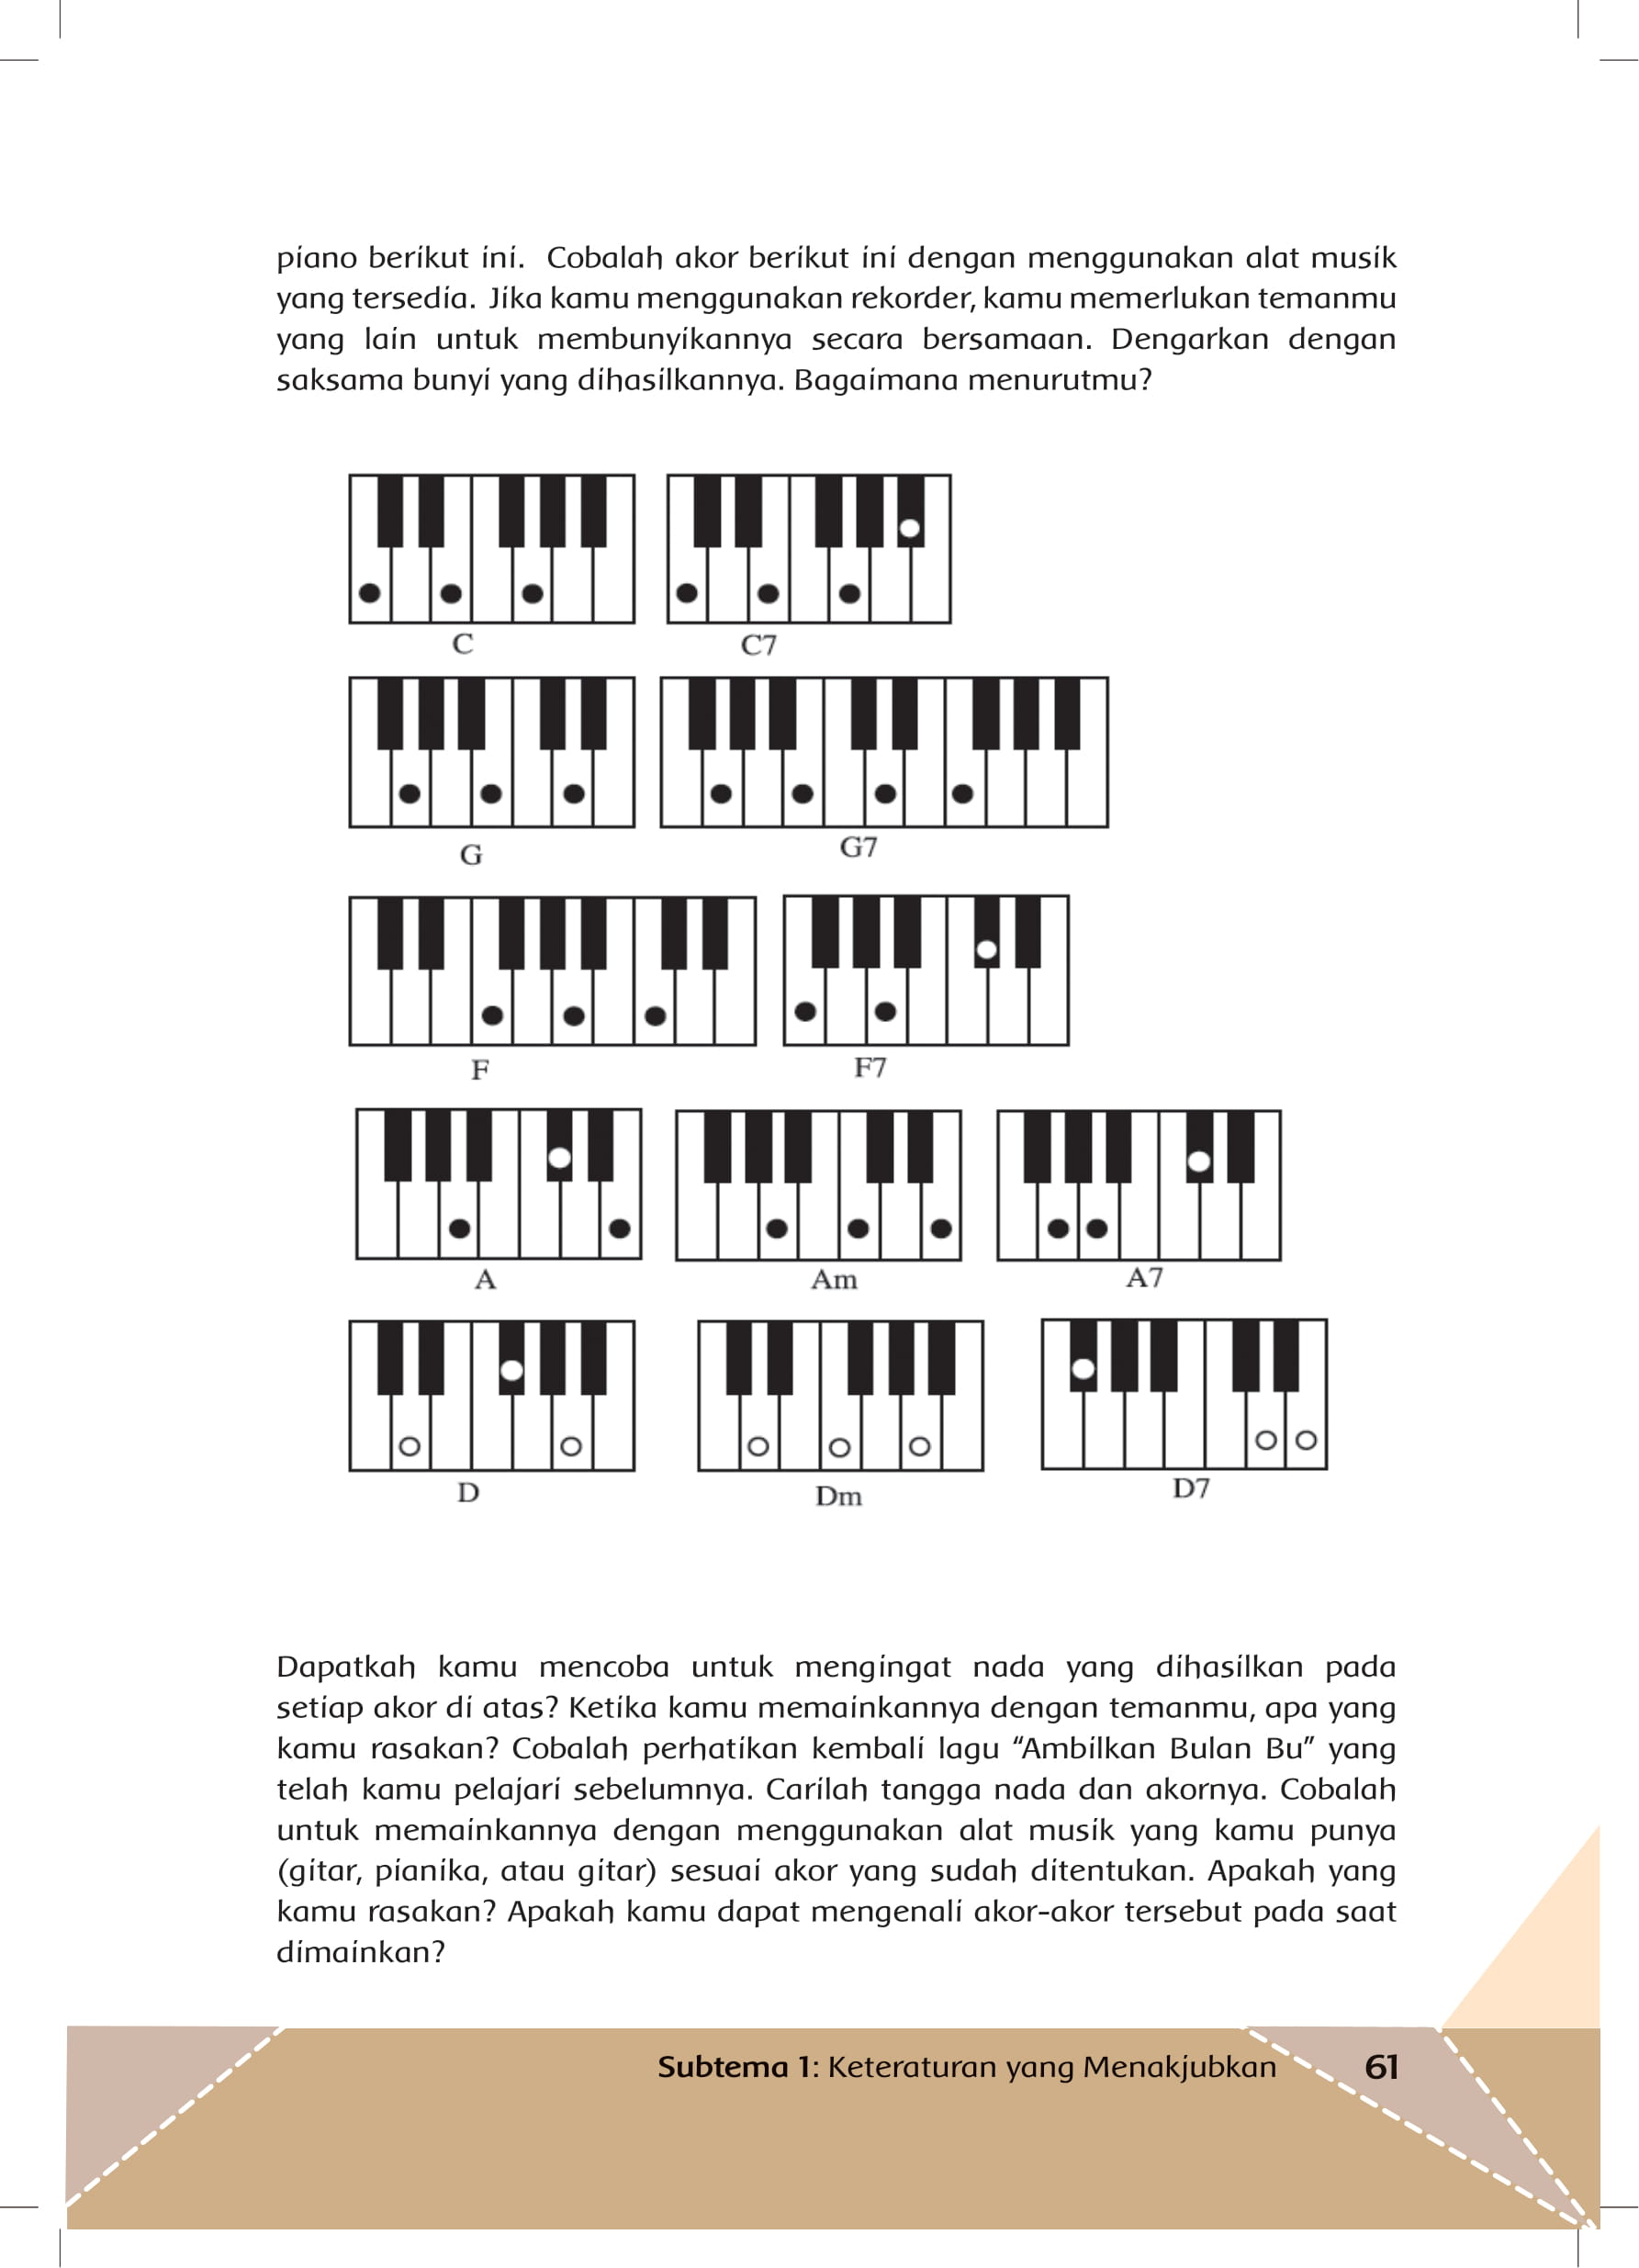 piano berikut ini. Cobalah akor berikut ini dengan menggunakan alat musik
yang tersedia. Jika kamu menggunakan rekorder, kamu memerlukan temanmu
yang lain untuk membunyikannya secara bersamaan. Dengarkan dengan
saksama bunyi yang dihasilkannya. Bagaimana menurutmu?
C
C7
G
G7
F
F7
A
Am
A7
D
Dm
D7
Dapatkah kamu mencoba untuk mengingat nada yang dihasilkan pada
setiap akor di atas? Ketika kamu memainkannya dengan temanmu, apa yang
kamu rasakan? Cobalah perhatikan kembali lagu “Ambilkan Bulan Bu” yang
telah kamu pelajari sebelumnya. Carilah tangga nada dan akornya. Cobalah
untuk memainkannya dengan menggunakan alat musik yang kamu punya
(gitar, pianika, atau gitar) sesuai akor yang sudah ditentukan. Apakah yang
kamu rasakan? Apakah kamu dapat mengenali akor-akor tersebut pada saat
dimainkan?
Subtema 1: Keteraturan yang Menakjubkan 61